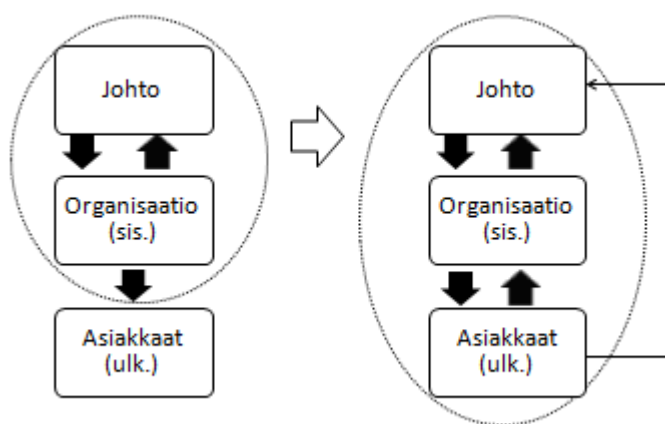 Johto
Organisaatio
(sis.)
Asiakkaat
(ulk.)
Johto
Organisaatio
(sis.)
Asiakkaat
(ulk.)